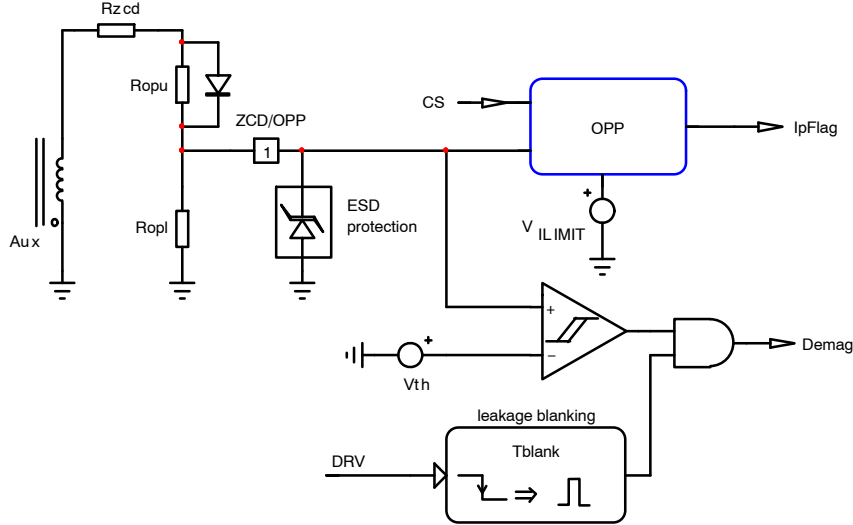 Rzcd
Ropu
ZCD/OPP
1
CS
OPP
IpFlag
Ropl
Aux
ESD
protection
+
V ILIMIT
+
−
+
Vth
Demag
leakage blanking
Tblank
DRV